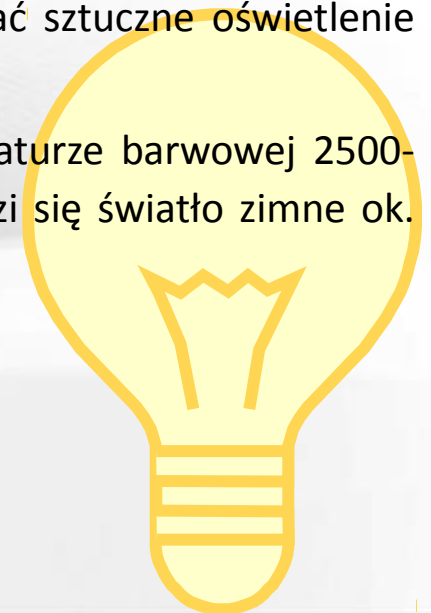 ać sztuczne oświetlenie
aturze barwowej 2500-
zi się światło zimne ok.